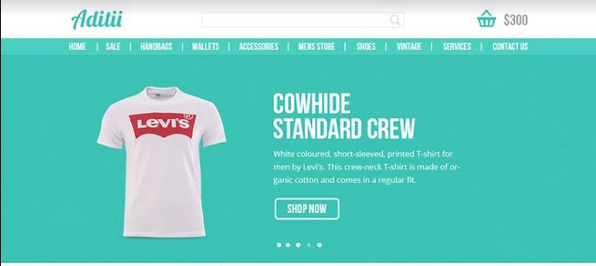 Aditii
$300
HOME | SALE | HANDBAGS | WALLETS | ACCESSORIES | MENS STORE | SHOES | VINTAGE | SERVICES | CONTACT US
LEVI'S ®
COWHIDE
STANDARD CREW
White coloured, short-sleeved, printed T-shirt for
men by Levi's. This crew-neck T-shirt is made of or-
ganic cotton and comes in a regular fit.
SHOP NOW